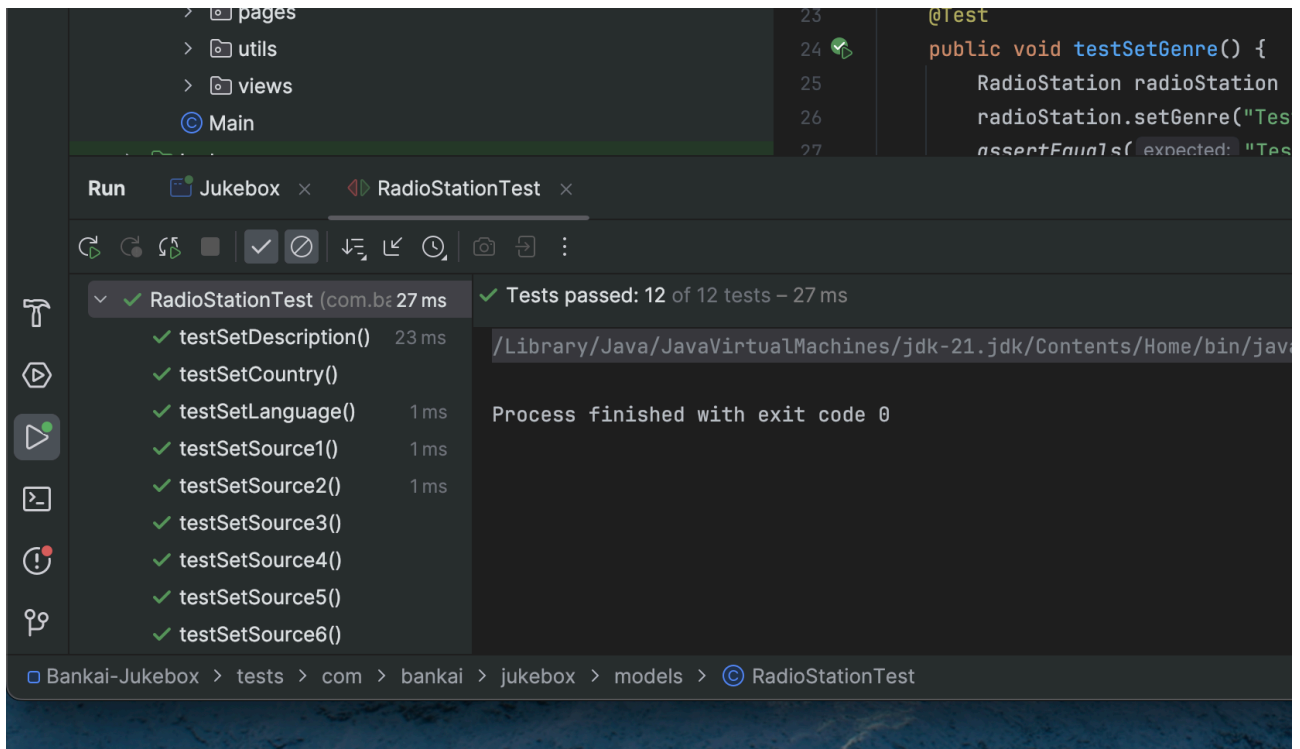 pages
23
@Test
utils
24
public void testSetGenre() {
views
25
RadioStation radioStation
Main
26
radioStation.setGenre("Tes
27
assertEquals( expected: "Tes
Run
Jukebox
RadioStationTest
RadioStationTest (com.ba 27 ms
Tests passed: 12 of 12 tests – 27 ms
testSetDescription() 23 ms
/Library/Java/JavaVirtualMachines/jdk-21.jdk/Contents/Home/bin/java
testSetCountry()
testSetLanguage() 1 ms
Process finished with exit code 0
testSetSource1() 1 ms
testSetSource2() 1 ms
testSetSource3()
testSetSource4()
testSetSource5()
testSetSource6()
Bankai-Jukebox > tests > com > bankai > jukebox > models > RadioStationTest